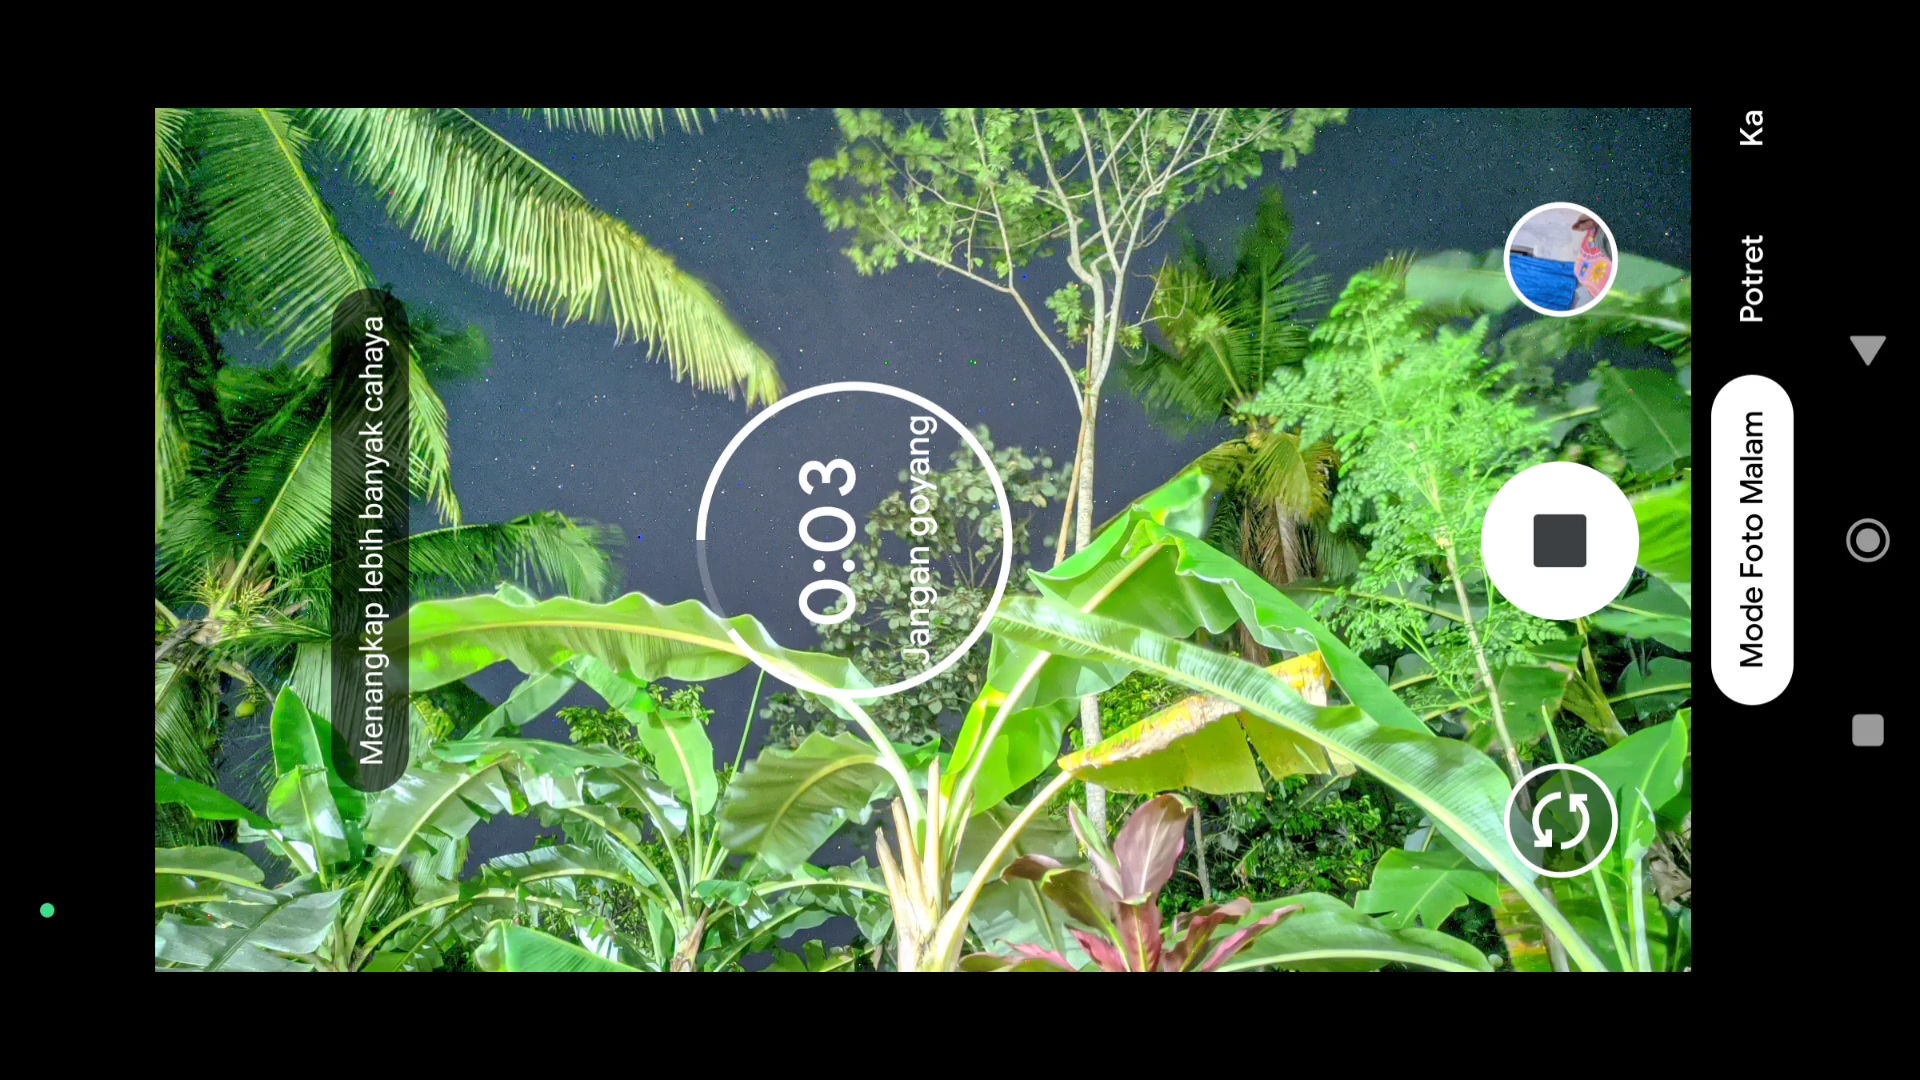 Menangkap lebih banyak cahaya
0:03
Jangan goyang
Mode Foto Malam
Potret
Ka